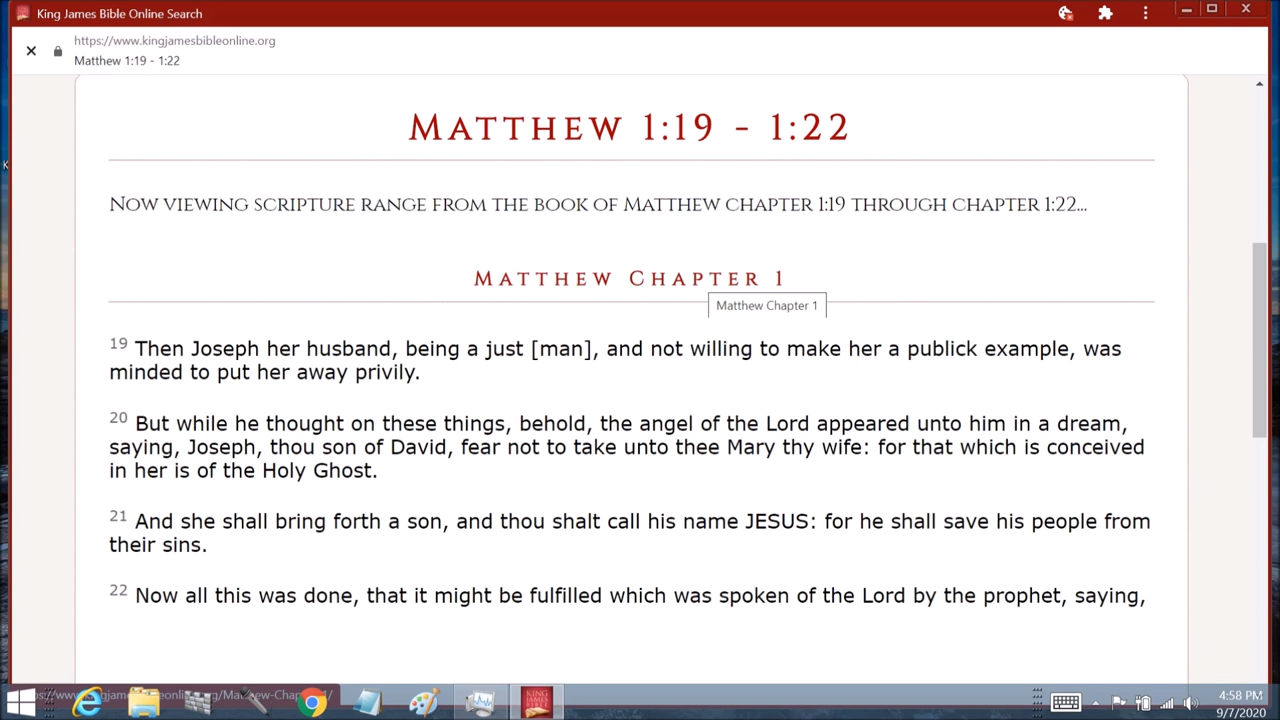 King James Bible Online Search
https://www.kingjamesbibleonline.org
Matthew 1:19 - 1:22
Matthew 1:19 - 1:22
Now viewing scripture range from the book of Matthew chapter 1:19 through chapter 1:22...
Matthew Chapter 1
Matthew Chapter 1
19 Then Joseph her husband, being a just [man], and not willing to make her a publick example, was
minded to put her away privily.
20 But while he thought on these things, behold, the angel of the Lord appeared unto him in a dream,
saying, Joseph, thou son of David, fear not to take unto thee Mary thy wife: for that which is conceived
in her is of the Holy Ghost.
21 And she shall bring forth a son, and thou shalt call his name JESUS: for he shall save his people from
their sins.
22 Now all this was done, that it might be fulfilled which was spoken of the Lord by the prophet, saying,
KING
JAMES
BIBLE
4:58 PM
9/7/2020